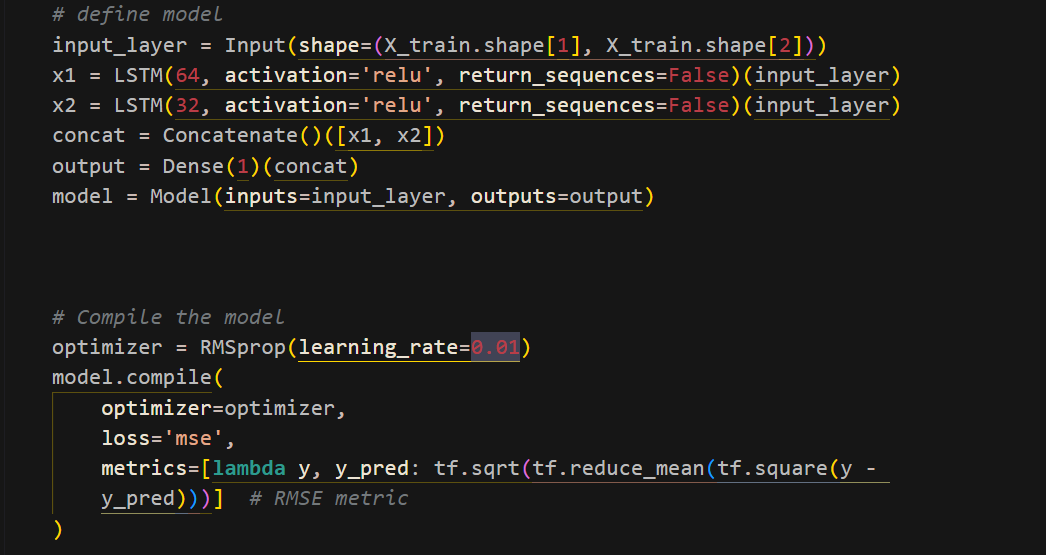 # define model
input_layer = Input(shape=(X_train.shape[1], X_train.shape[2]))
x1 = LSTM(64, activation='relu', return_sequences=False)(input_layer)
x2 = LSTM(32, activation='relu', return_sequences=False)(input_layer)
concat = Concatenate()([x1, x2])
output = Dense(1)(concat)
model = Model(inputs=input_layer, outputs=output)
# Compile the model
optimizer = RMSprop(learning_rate=0.01)
model.compile(
    optimizer=optimizer,
    loss='mse',
    metrics=[lambda y, y_pred: tf.sqrt(tf.reduce_mean(tf.square(y -
    y_pred)))]  # RMSE metric
)